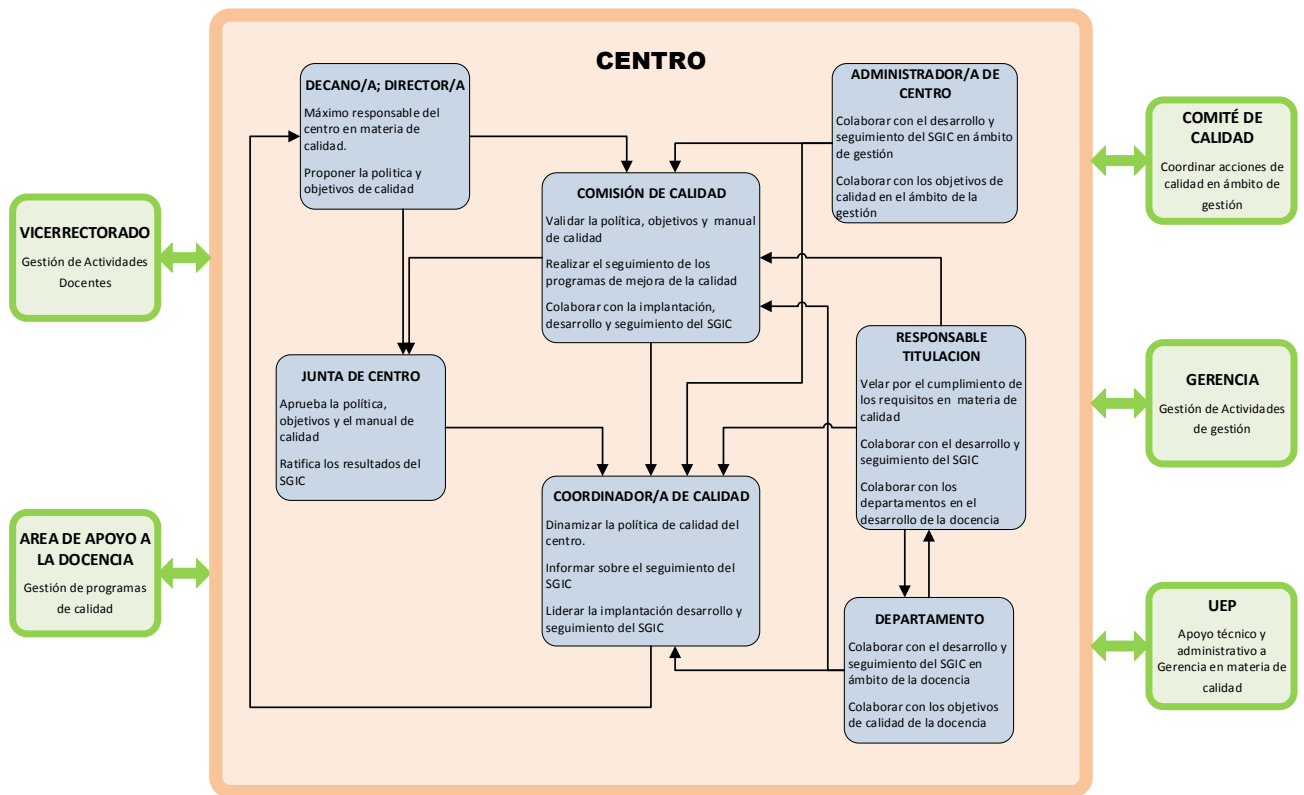 CENTRO
DECANO/A; DIRECTOR/A
Máximo responsable del
centro en materia de
calidad.
Proponer la politica y
objetivos de calidad
ADMINISTRADOR/A DE
CENTRO
Colaborar con el desarrollo y
seguimiento del SGIC en ámbito
de gestión
Colaborar con los objetivos de
calidad en el ámbito de la
gestión
COMITÉ DE
CALIDAD
Coordinar acciones de
calidad en ámbito de
gestión
COMISIÓN DE CALIDAD
Validar la política, objetivos y manual
de calidad
Realizar el seguimiento de los
programas de mejora de la calidad
Colaborar con la implantación,
desarrollo y seguimiento del SGIC
VICERRECTORADO
Gestión de Actividades
Docentes
RESPONSABLE
TITULACION
Velar por el cumplimiento de
los requisitos en materia de
calidad
Colaborar con el desarrollo y
seguimiento del SGIC
Colaborar con los
departamentos en el
desarrollo de la docencia
JUNTA DE CENTRO
Aprueba la política,
objetivos y el manual de
calidad
Ratifica los resultados del
SGIC
GERENCIA
Gestión de Actividades
de gestión
COORDINADOR/A DE CALIDAD
Dinamizar la política de calidad del
centro.
Informar sobre el seguimiento del
SGIC
Liderar la implantación desarrollo y
seguimiento del SGIC
AREA DE APOYO A
LA DOCENCIA
Gestión de programas
de calidad
DEPARTAMENTO
Colaborar con el desarrollo y
seguimiento del SGIC en
ámbito de la docencia
Colaborar con los objetivos
de calidad de la docencia
UEP
Apoyo técnico y
administrativo a
Gerencia en materia de
calidad